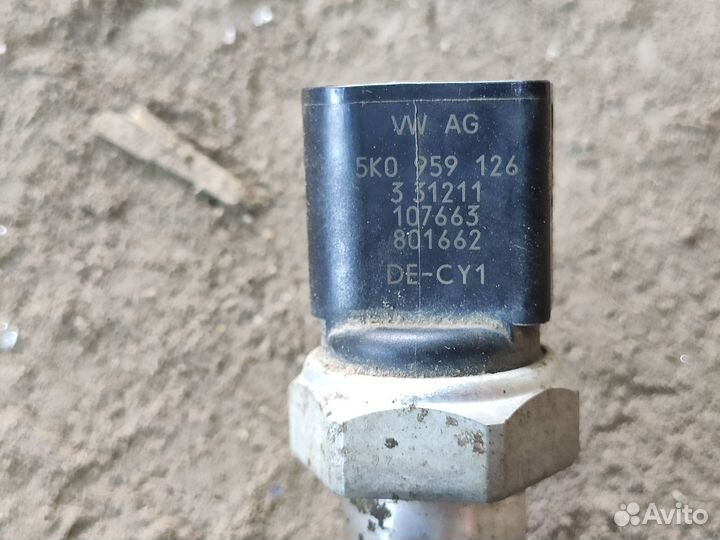 VW AG
5K0 959 126
3 31211
107663
801662
DE-CY1
Avito